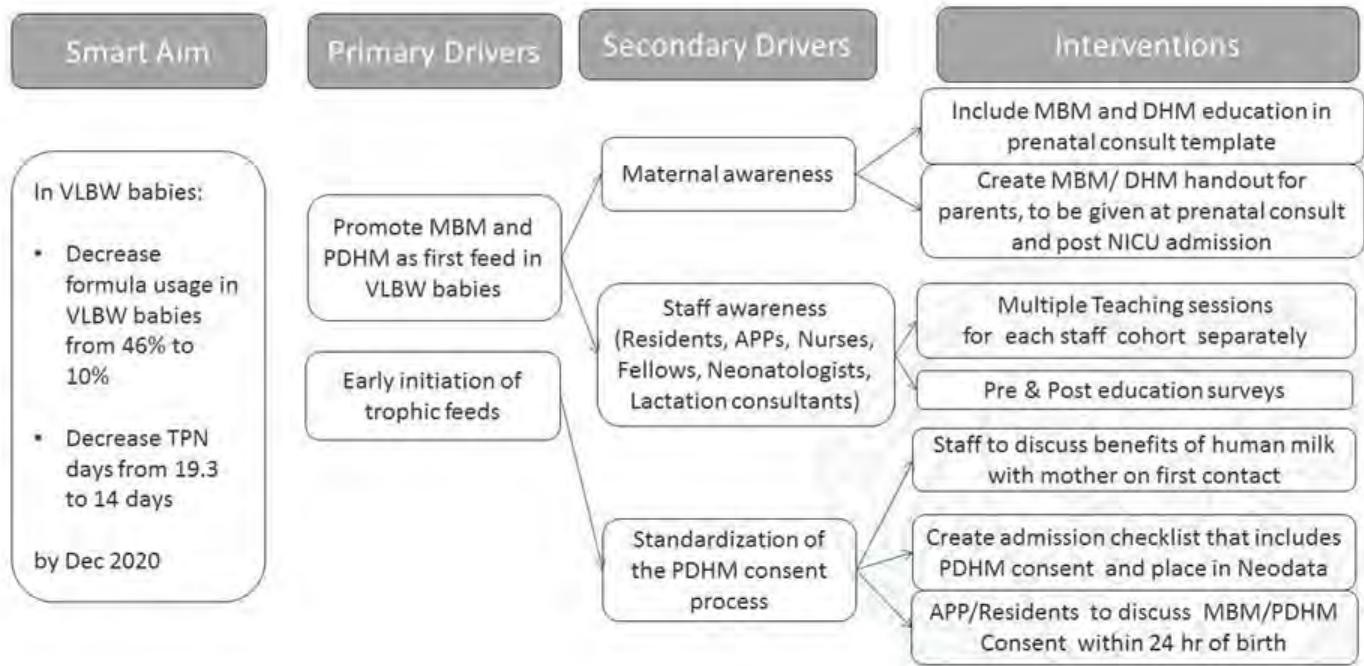 Smart Aim
Primary Drivers
Secondary Drivers
Interventions
In VLBW babies:
• Decrease
formula usage in
VLBW babies
from 46% to
10%
• Decrease TPN
days from 19.3
to 14 days
by Dec 2020
Promote MBM and
PDHM as first feed in
VLBW babies
Early initiation of
trophic feeds
Maternal awareness
Staff awareness
(Residents, APPs, Nurses,
Fellows, Neonatologists,
Lactation consultants)
Standardization of
the PDHM consent
process
Include MBM and DHM education in
prenatal consult template
Create MBM/ DHM handout for
parents, to be given at prenatal consult
and post NICU admission
Multiple Teaching sessions
for each staff cohort separately
Pre & Post education surveys
Staff to discuss benefits of human milk
with mother on first contact
Create admission checklist that includes
PDHM consent and place in Neodata
APP/Residents to discuss MBM/PDHM
Consent within 24 hr of birth